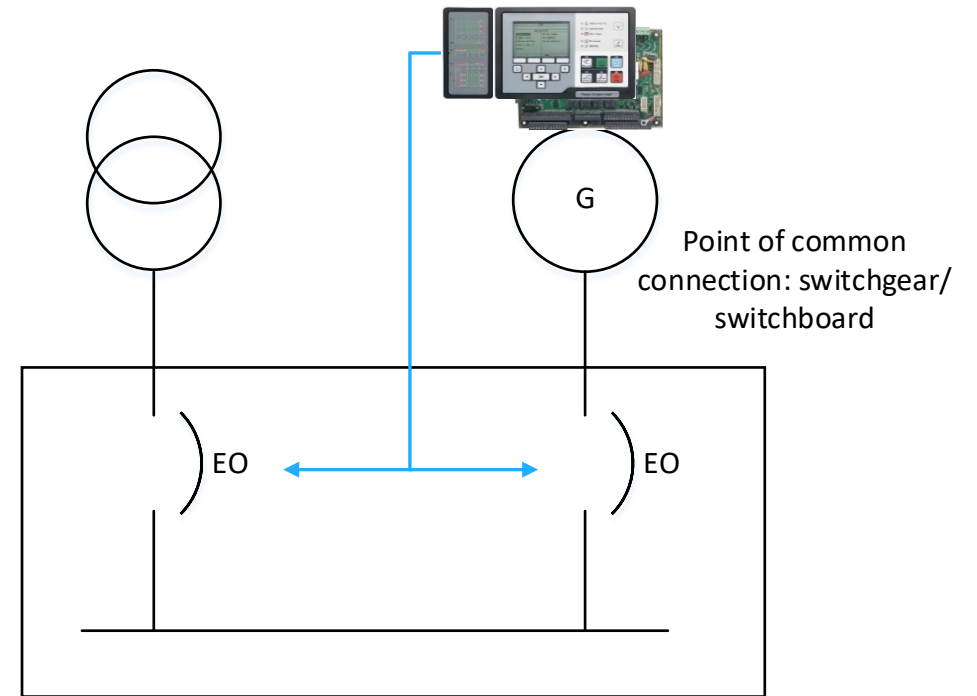 G
Point of common
connection: switchgear/
switchboard
EO
EO